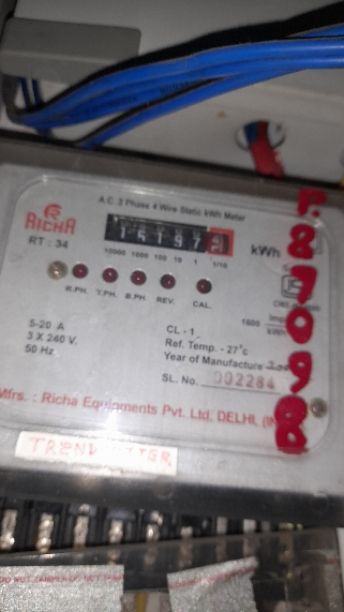 RICHA
RT : 34
A.C. 3 Phase 4 Wire Static kWh Meter
15197
kWh
10000 1000 100 10 1 1/10
R.PH. Y.PH. B.PH. REV. CAL.
5-20 A
3 X 240 V.
50 Hz
CL - 1
Ref. Temp. - 27°c
Year of Manufacture
SL. No. 002284
1600
Mfrs. : Richa Equipments Pvt. Ltd. DELHI,